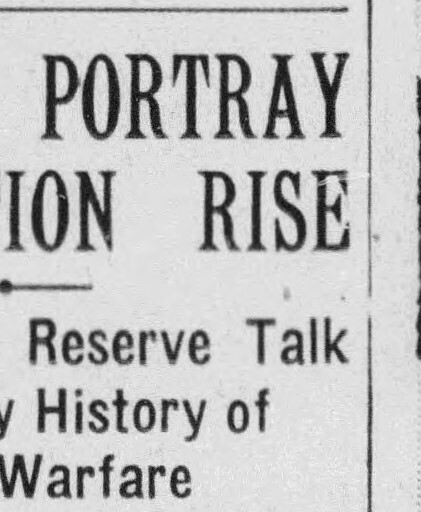 PORTRAY
ION RISE
Reserve Talk
y History of
Warfare